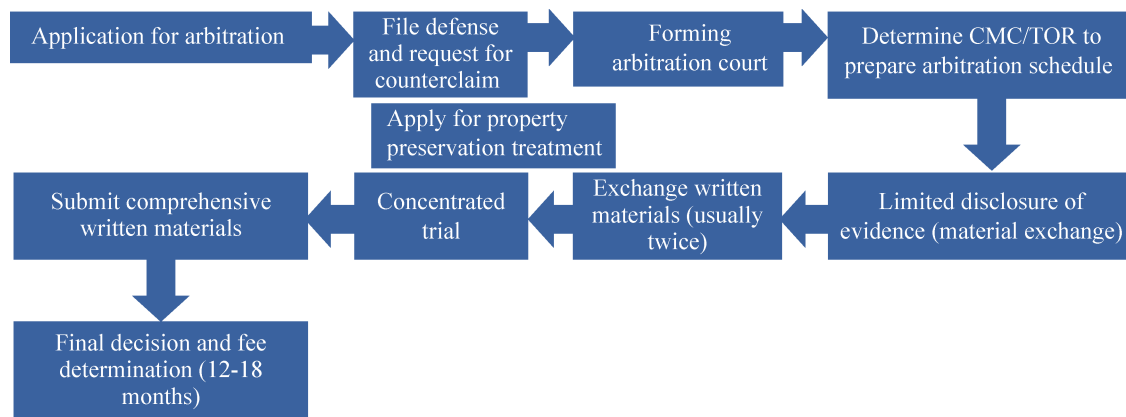 Application for arbitration
File defense
and request for
counterclaim
Forming
arbitration court
Determine CMC/TOR to
prepare arbitration schedule
Apply for property
preservation treatment
Limited disclosure of
evidence (material exchange)
Exchange written
materials (usually
twice)
Concentrated
trial
Submit comprehensive
written materials
Final decision and fee
determination (12-18
months)